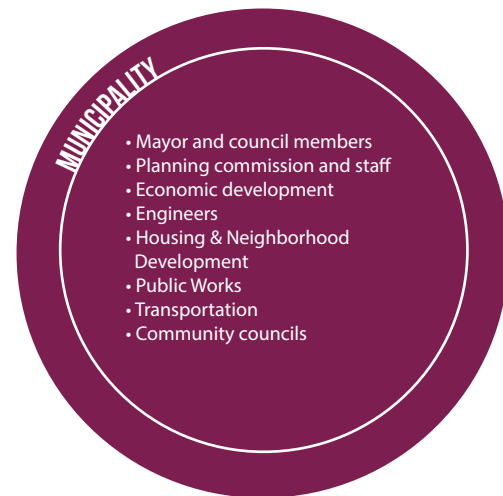 MUNICIPALITY
• Mayor and council members
• Planning commission and staff
• Economic development
• Engineers
• Housing & Neighborhood
Development
• Public Works
• Transportation
• Community councils